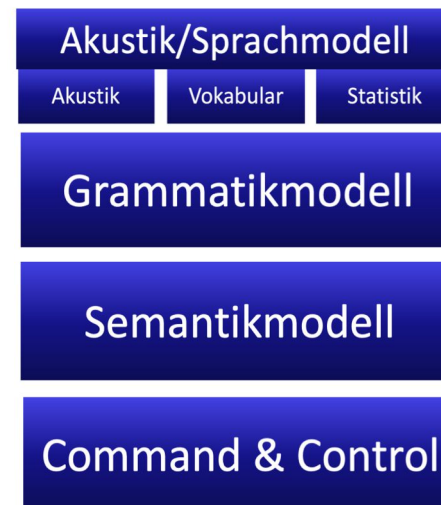 Akustik/Sprachmodell
Akustik Vokabular Statistik
Grammatikmodell
Semantikmodell
Command & Control